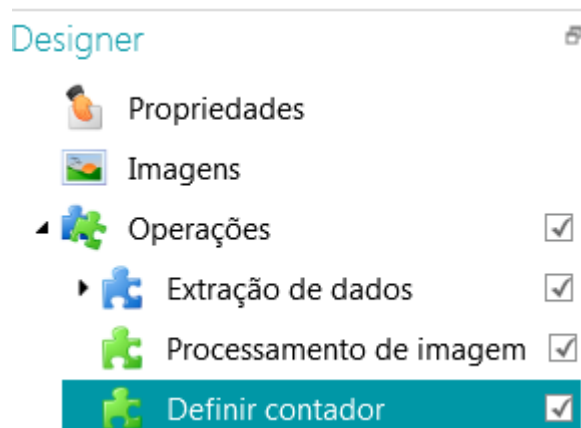 Designer
Propriedades
Imagens
Operações
Extração de dados
Processamento de imagem
Definir contador